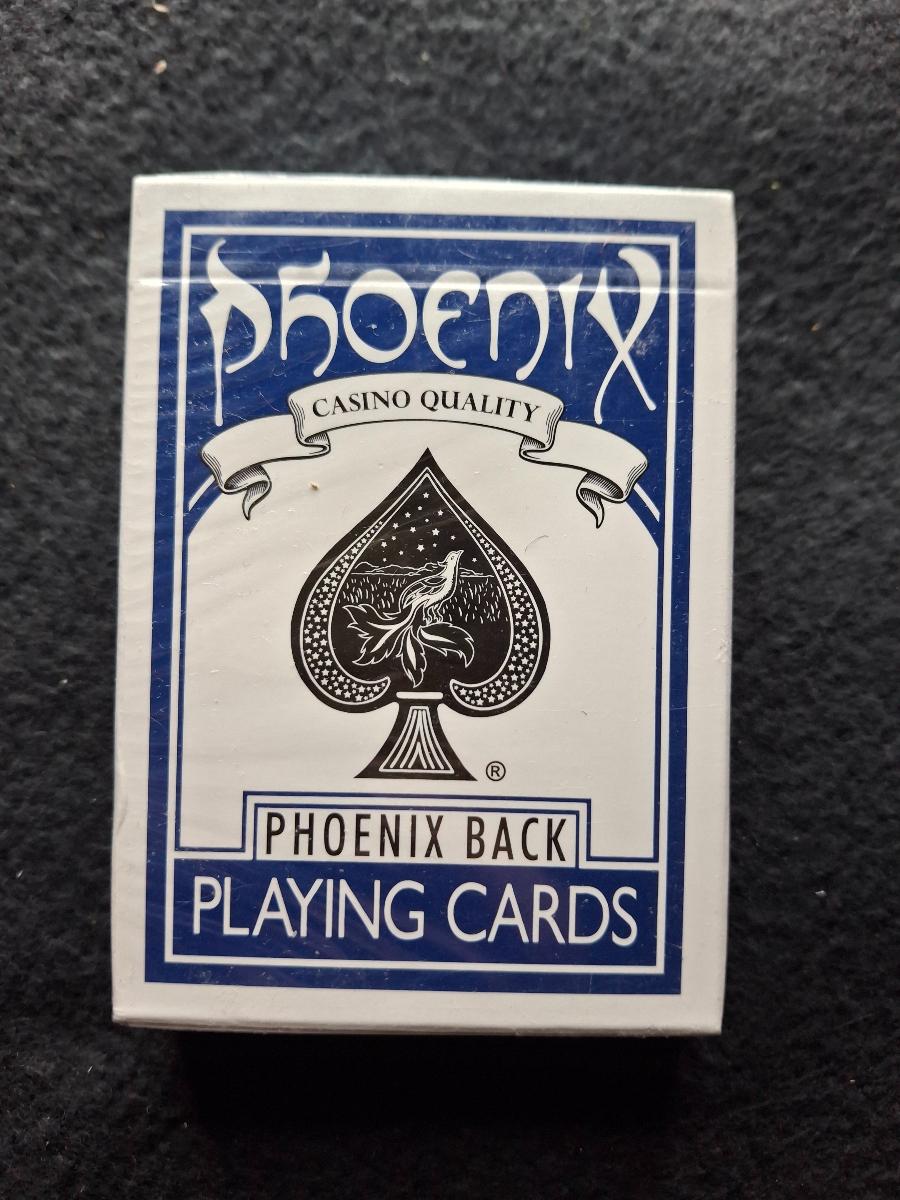 PhOENIX
CASINO QUALITY
®
PHOENIX BACK
PLAYING CARDS